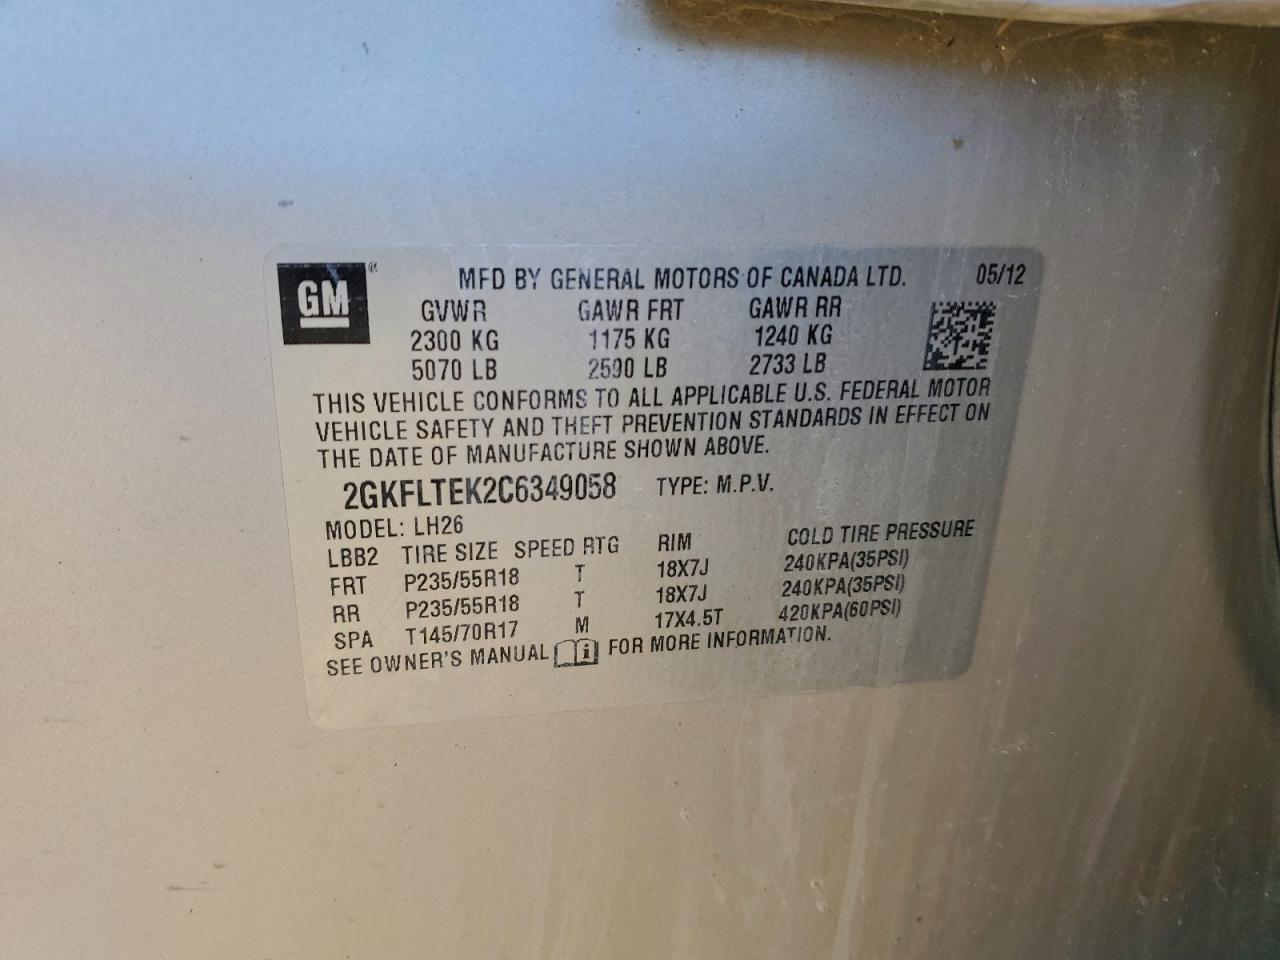 GM® MFD BY GENERAL MOTORS OF CANADA LTD. 05/12
GVWR GAWR FRT GAWR RR
2300 KG 1175 KG 1240 KG
5070 LB 2590 LB 2733 LB
THIS VEHICLE CONFORMS TO ALL APPLICABLE U.S. FEDERAL MOTOR
VEHICLE SAFETY AND THEFT PREVENTION STANDARDS IN EFFECT ON
THE DATE OF MANUFACTURE SHOWN ABOVE.
2GKFLTEK2C6349058 TYPE: M.P.V.
MODEL: LH26
LBB2 TIRE SIZE SPEED RTG RIM COLD TIRE PRESSURE
FRT P235/55R18 T 18X7J 240KPA(35PSI)
RR P235/55R18 T 18X7J 240KPA(35PSI)
SPA T145/70R17 M 17X4.5T 420KPA(60PSI)
SEE OWNER'S MANUAL i FOR MORE INFORMATION.